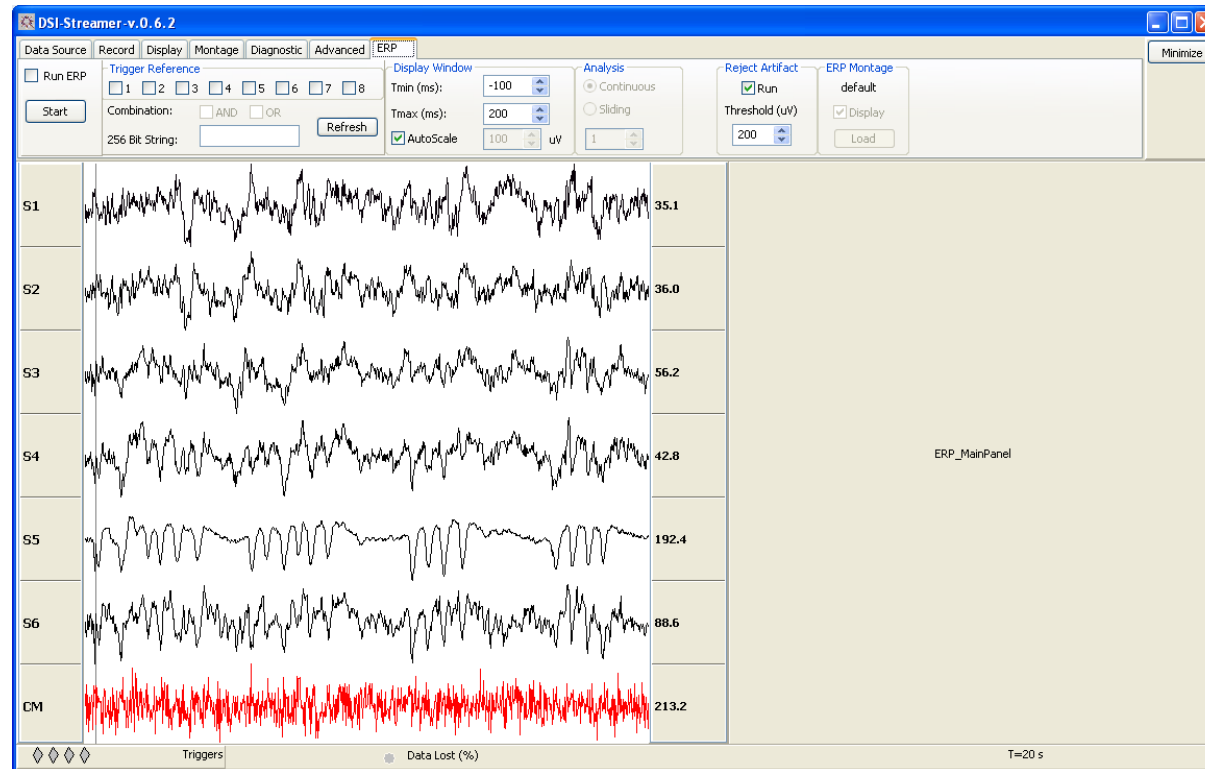 DSI-Streamer-v.0.6.2
Data Source Record Display Montage Diagnostic Advanced ERP
Minimize
Run ERP
Start
Trigger Reference
1 2 3 4 5 6 7 8
Combination: AND OR
Refresh
256 Bit String:
Display Window
Tmin (ms): -100
Tmax (ms): 200
AutoScale 100 uV
Analysis
Continuous
Sliding
1
Reject Artifact
Run
Threshold (uV)
200
ERP Montage
default
Display
Load
S1 35.1
S2 36.0
S3 56.2
S4 42.8
S5 192.4
S6 88.6
CM 213.2
ERP_MainPanel
Triggers Data Lost (%) T=20 s